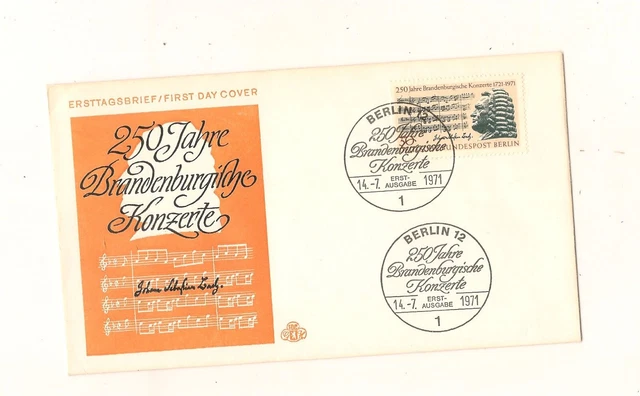 ERSTTAGSBRIEF/FIRST DAY COVER
250 Jahre
Brandenburgische
Konzerte
Johann Sebastian Bach.
250 Jahre Brandenburgische Konzerte 1721-1971
DEUTSCHE BUNDESPOST BERLIN
BERLIN 12
250 Jahre
Brandenburgische
Konzerte
14.-7. ERST-AUSGABE 1971
1
BERLIN 12
250 Jahre
Brandenburgische
Konzerte
14.-7. ERST-AUSGABE 1971
1